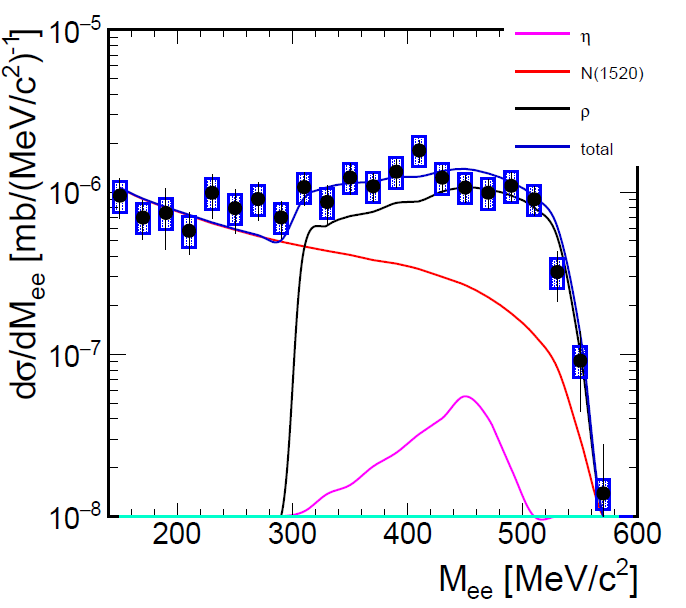 dσ/dMₑₑ [mb/(MeV/c²)⁻¹]
10⁻⁵
10⁻⁶
10⁻⁷
10⁻⁸
η
N(1520)
ρ
total
200 300 400 500 600
Mₑₑ [MeV/c²]